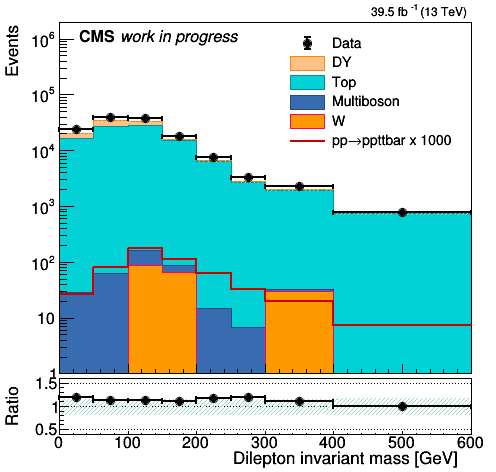 39.5 fb⁻¹ (13 TeV)
CMS work in progress
Events
10⁶
10⁵
10⁴
10³
10²
10
1
Data
DY
Top
Multiboson
W
pp→ppttbar x 1000
Ratio
1.5
1
0.5
0 100 200 300 400 500 600
Dilepton invariant mass [GeV]